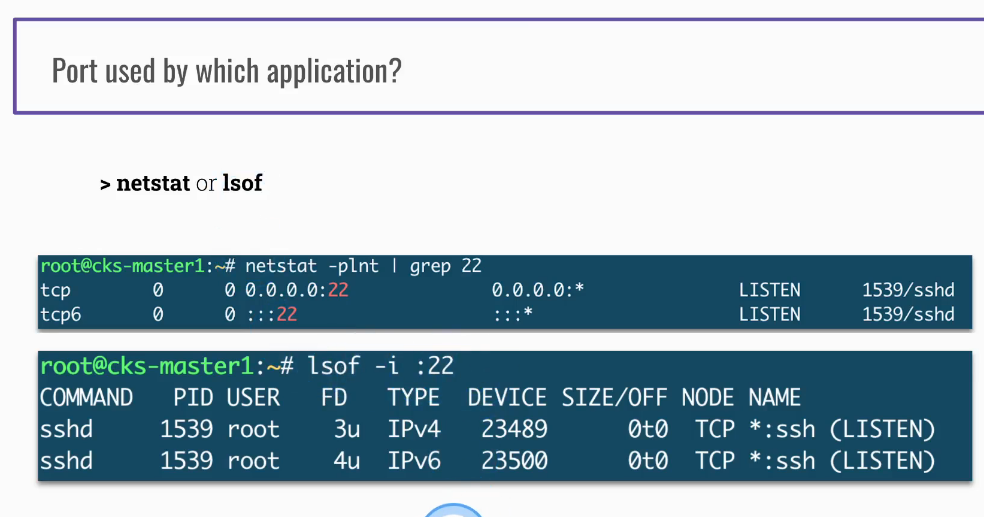 Port used by which application?
> netstat or lsof
root@cks-master1:~# netstat -plnt | grep 22
tcp 0 0 0.0.0.0:22 0.0.0.0:* LISTEN 1539/sshd
tcp6 0 0 :::22 :::* LISTEN 1539/sshd
root@cks-master1:~# lsof -i :22
COMMAND PID USER FD TYPE DEVICE SIZE/OFF NODE NAME
sshd 1539 root 3u IPv4 23489 0t0 TCP *:ssh (LISTEN)
sshd 1539 root 4u IPv6 23500 0t0 TCP *:ssh (LISTEN)